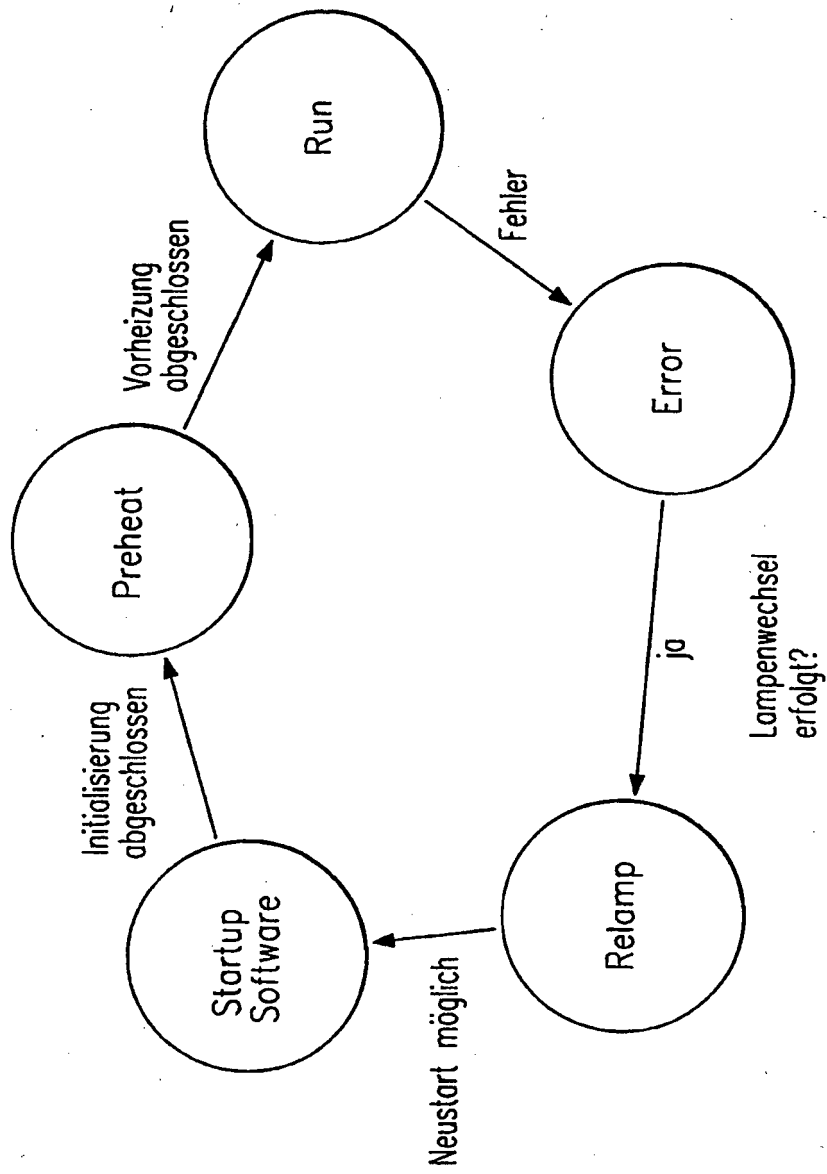 Startup
Software
Initialisierung
abgeschlossen
Preheat
Vorheizung
abgeschlossen
Run
Fehler
Error
Lampenwechsel
erfolgt?
ja
Relamp
Neustart möglich